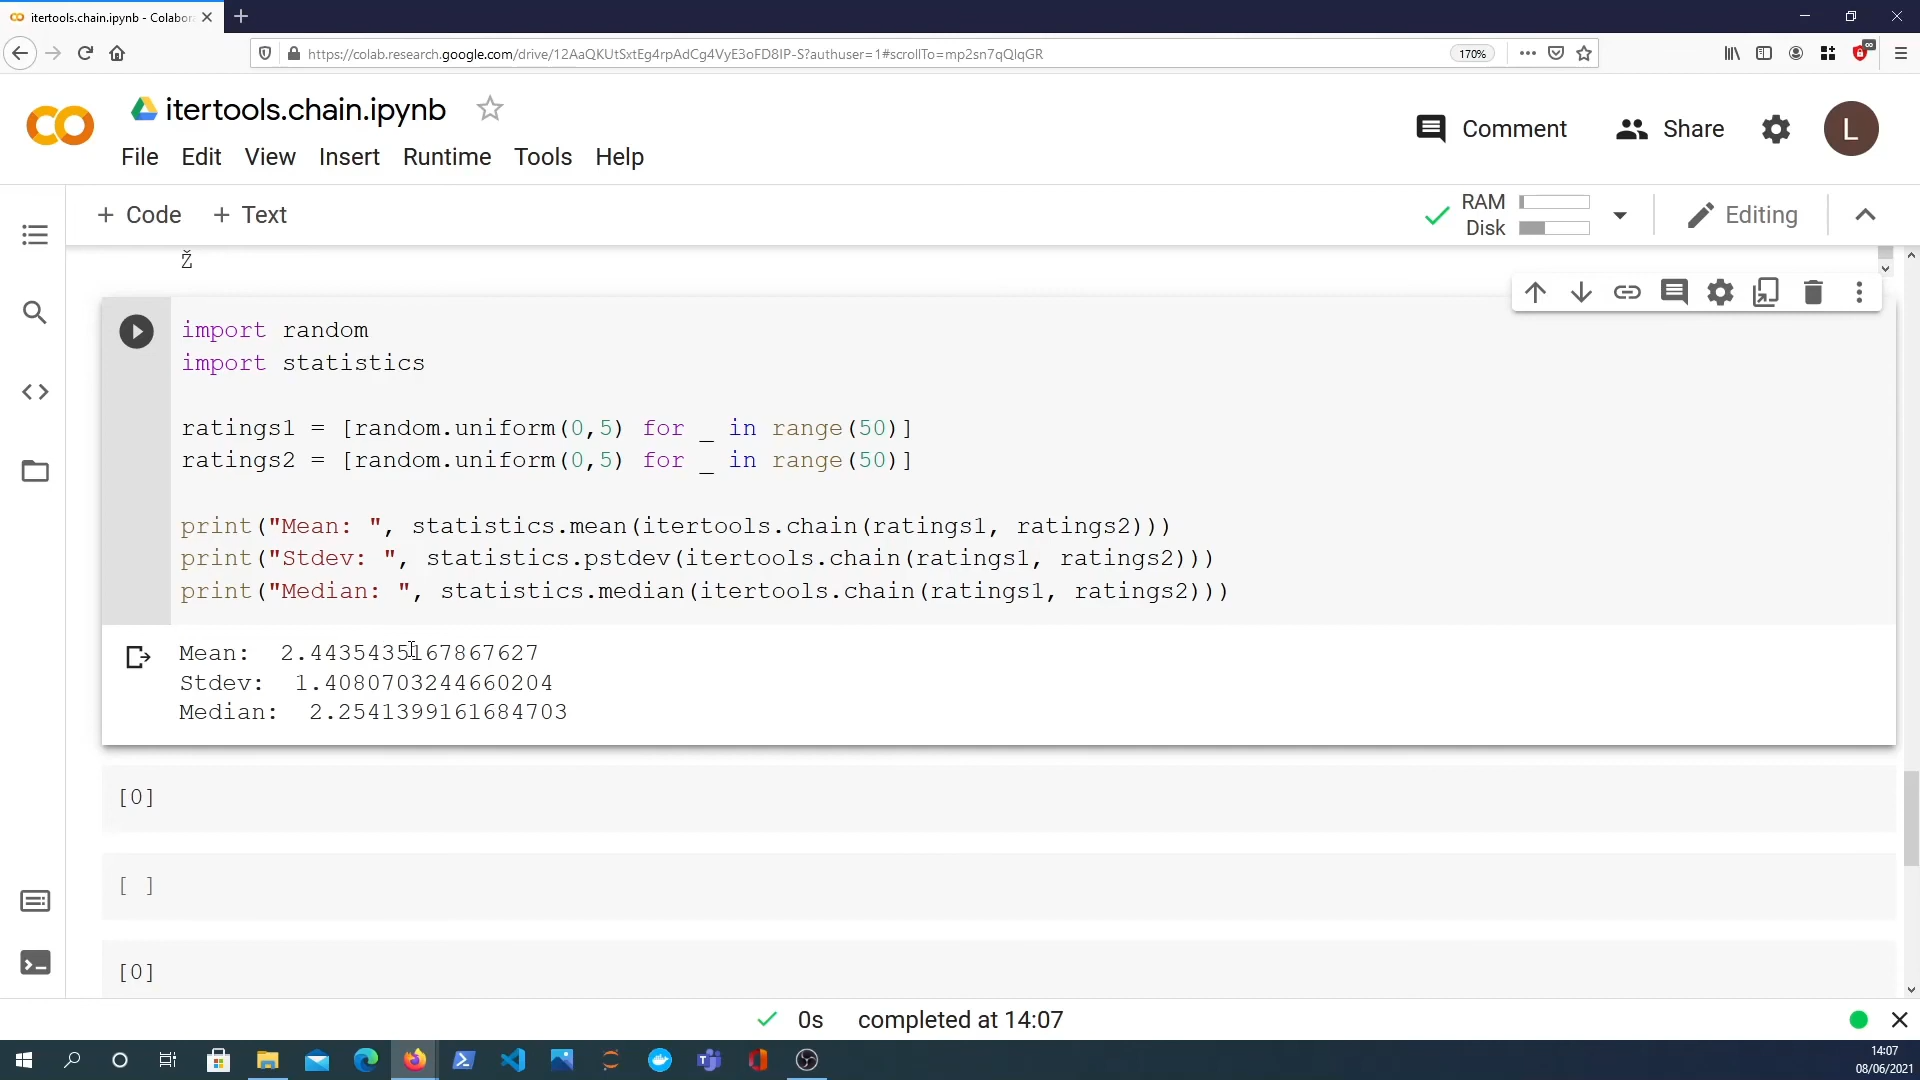 itertools.chain.ipynb - Colabora
https://colab.research.google.com/drive/12AaQKUtSxtEg4rpAdCg4VyE3oFD8IP-S?authuser=1#scrollTo=mp2sn7qQlqGR
170%
itertools.chain.ipynb
Comment
Share
L
File Edit View Insert Runtime Tools Help
+ Code + Text
RAM
Disk
Editing
Ž
import random
import statistics
ratings1 = [random.uniform(0,5) for _ in range(50)]
ratings2 = [random.uniform(0,5) for _ in range(50)]
print("Mean: ", statistics.mean(itertools.chain(ratings1, ratings2)))
print("Stdev: ", statistics.pstdev(itertools.chain(ratings1, ratings2)))
print("Median: ", statistics.median(itertools.chain(ratings1, ratings2)))
Mean:  2.4435435167867627
Stdev:  1.4080703244660204
Median:  2.2541399161684703
[0]
[ ]
[0]
0s completed at 14:07
14:07
08/06/2021